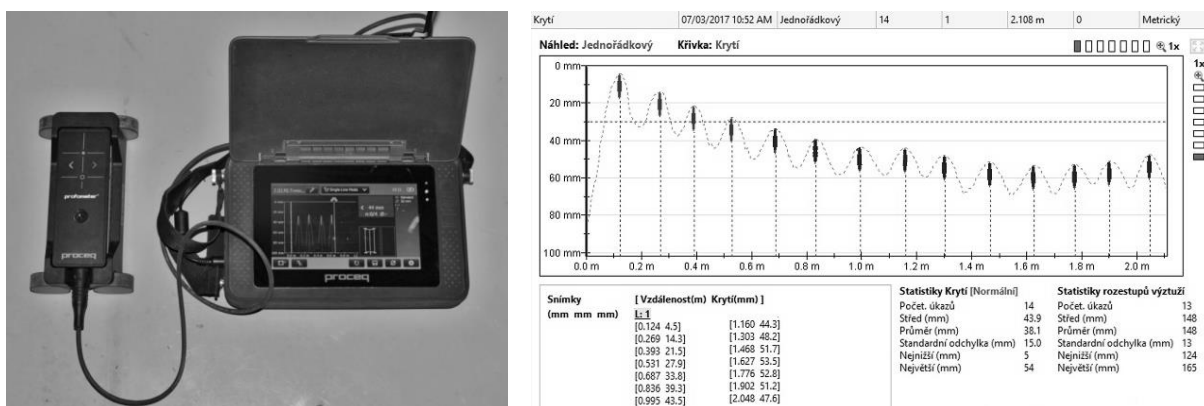 profometer
proceq
Krytí 07/03/2017 10:52 AM Jednořádkový 14 1 2.108 m 0 Metrický
Náhled: Jednořádkový Křivka: Krytí 1x
1x
0 mm
20 mm
40 mm
60 mm
80 mm
100 mm
0.0 m 0.2 m 0.4 m 0.6 m 0.8 m 1.0 m 1.2 m 1.4 m 1.6 m 1.8 m 2.0 m
Snímky [ Vzdálenost(m) Krytí(mm) ]
(mm mm mm) L: 1
[0.124 4.5] [1.160 44.3]
[0.269 14.3] [1.303 48.2]
[0.393 21.5] [1.468 51.7]
[0.531 27.9] [1.627 53.5]
[0.687 33.8] [1.776 52.8]
[0.836 39.3] [1.902 51.2]
[0.995 43.5] [2.048 47.6]
Statistiky Krytí [Normální]
Počet. úkazů 14
Střed (mm) 43.9
Průměr (mm) 38.1
Standardní odchylka (mm) 15.0
Nejnižší (mm) 5
Největší (mm) 54
Statistiky rozestupů výztuží
Počet. úkazů 13
Střed (mm) 148
Průměr (mm) 148
Standardní odchylka (mm) 13
Nejnižší (mm) 124
Největší (mm) 165
proceq